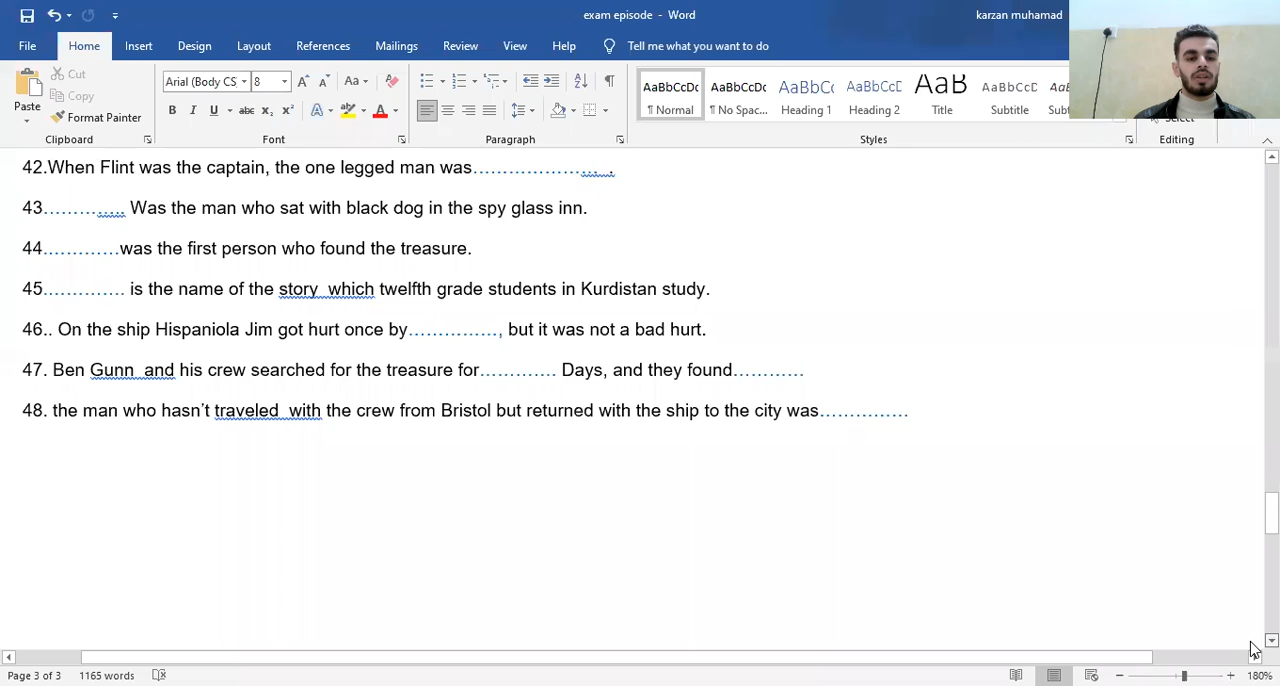 exam episode - Word
karzan muhamad
File Home Insert Design Layout References Mailings Review View Help Tell me what you want to do
Paste
Cut
Copy
Format Painter
Arial (Body CS 8
AaBbCcDc AaBbCcDc AaBbCc AaBbCcD AaB AaBbCcD
¶ Normal ¶ No Spac... Heading 1 Heading 2 Title Subtitle
Select
Clipboard Font Paragraph Styles Editing
42.When Flint was the captain, the one legged man was………………… .
43………….. Was the man who sat with black dog in the spy glass inn.
44.…………was the first person who found the treasure.
45.…………. is the name of the story which twelfth grade students in Kurdistan study.
46.. On the ship Hispaniola Jim got hurt once by……………, but it was not a bad hurt.
47. Ben Gunn and his crew searched for the treasure for…………. Days, and they found…………
48. the man who hasn't traveled with the crew from Bristol but returned with the ship to the city was……………
Page 3 of 3 1165 words 180%